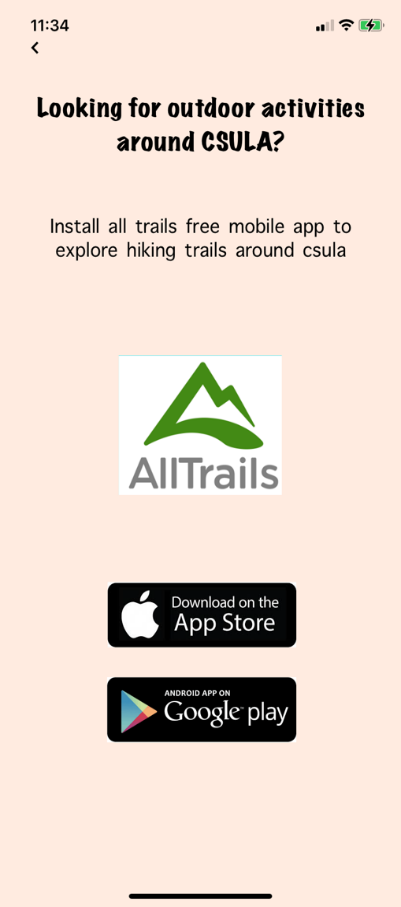 11:34
Looking for outdoor activities
around CSULA?
Install all trails free mobile app to
explore hiking trails around csula
AllTrails
Download on the
App Store
ANDROID APP ON
Google play